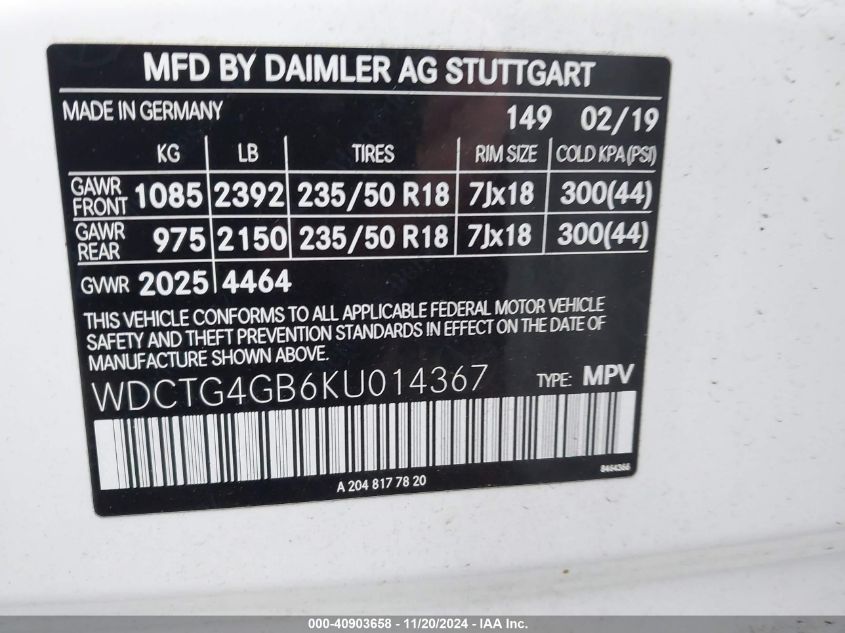 MFD BY DAIMLER AG STUTTGART
MADE IN GERMANY 149 02/19
KG LB TIRES RIM SIZE COLD KPA(PSI)
GAWR FRONT 1085 2392 235/50 R18 7Jx18 300(44)
GAWR REAR 975 2150 235/50 R18 7Jx18 300(44)
GVWR 2025 4464
THIS VEHICLE CONFORMS TO ALL APPLICABLE FEDERAL MOTOR VEHICLE
SAFETY AND THEFT PREVENTION STANDARDS IN EFFECT ON THE DATE OF
MANUFACTURE SHOWN ABOVE.
WDCTG4GB6KU014367 TYPE: MPV
A 204 817 78 20 8464366
000-40903658 - 11/20/2024 - IAA Inc.